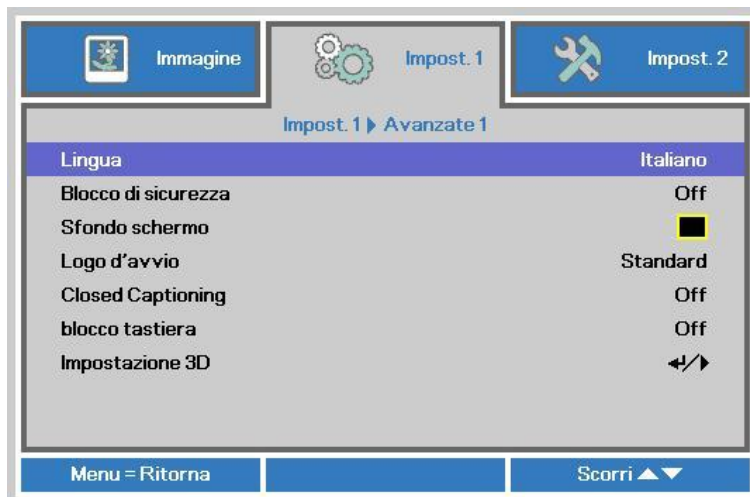 Immagine
Impost. 1
Impost. 2
Impost. 1 Avanzate 1
Lingua Italiano
Blocco di sicurezza Off
Sfondo schermo
Logo d'avvio Standard
Closed Captioning Off
blocco tastiera Off
Impostazione 3D
Menu = Ritorna
Scorri